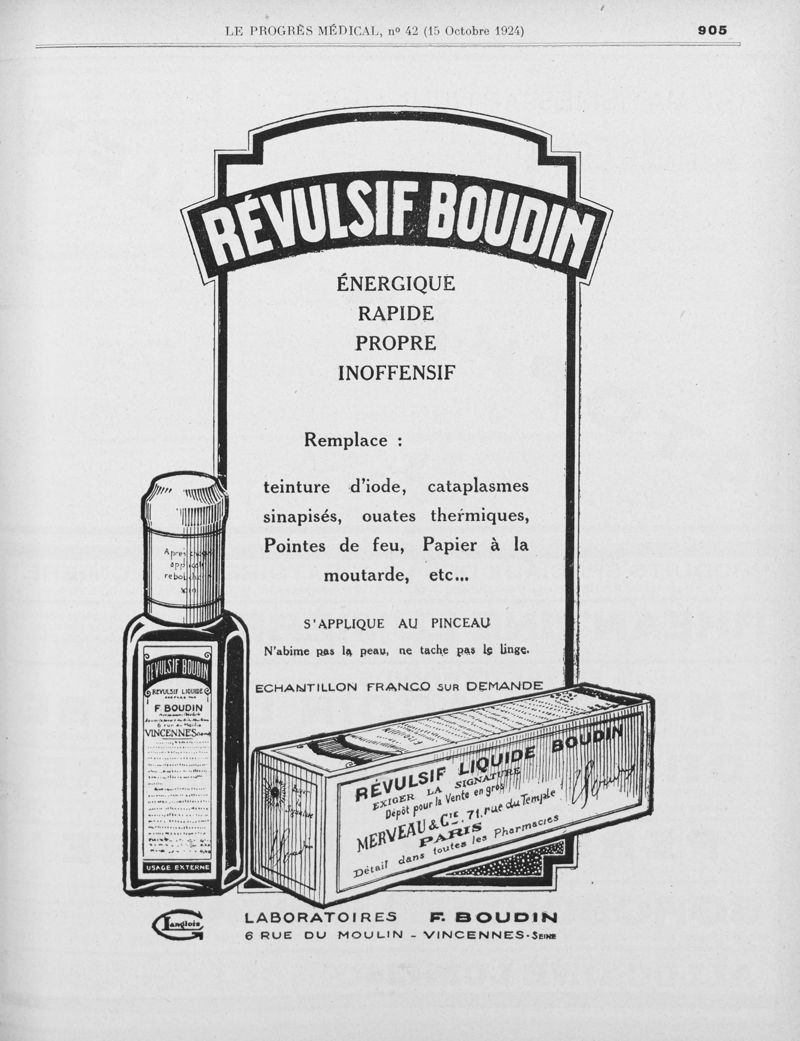 LE PROGRÈS MÉDICAL, nº 42 (15 Octobre 1924)
905
RÉVULSIF BOUDIN
ÉNERGIQUE
RAPIDE
PROPRE
INOFFENSIF
Remplace :
teinture d'iode, cataplasmes
sinapisés, ouates thermiques,
Pointes de feu, Papier à la
moutarde, etc...
S'APPLIQUE AU PINCEAU
N'abime pas la peau, ne tache pas le linge.
ECHANTILLON FRANCO SUR DEMANDE
Après
RÉVULSIF BOUDIN
REVULSIF LIQUIDE
F. BOUDIN
VINCENNES
USAGE EXTERNE
Signature
RÉVULSIF LIQUIDE BOUDIN
EXIGER LA SIGNATURE
Dépôt pour la Vente en gros
MERVEAU & Cie. 71, rue du Temple
PARIS
Détail dans toutes les Pharmacies
Langlois
LABORATOIRES F. BOUDIN
6 RUE DU MOULIN - VINCENNES-SEINE